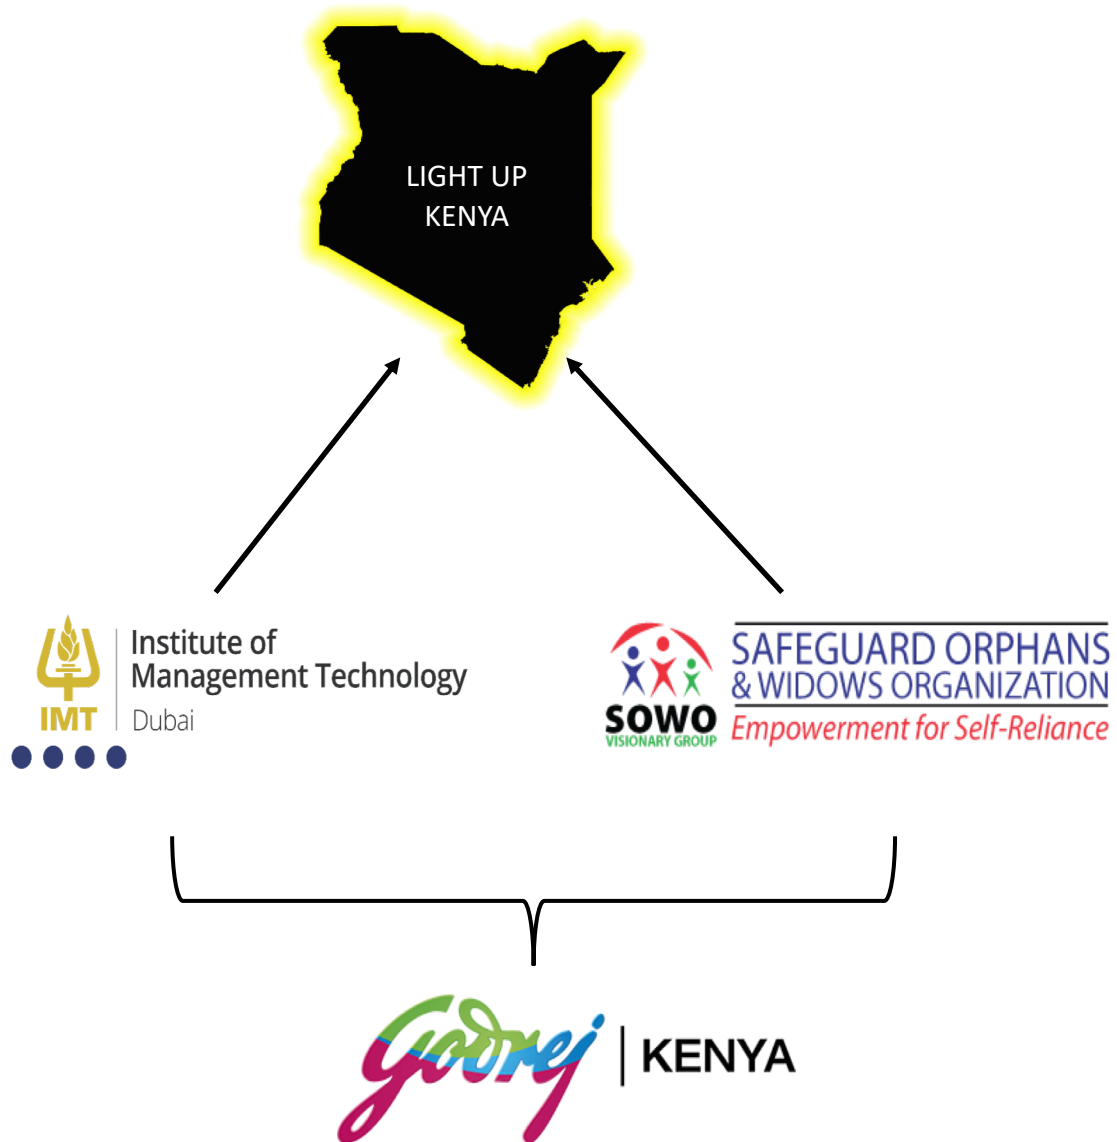 LIGHT UP
KENYA
Institute of
Management Technology
IMT
Dubai
SAFEGUARD ORPHANS
& WIDOWS ORGANIZATION
SOWO
VISIONARY GROUP
Empowerment for Self-Reliance
Godrej | KENYA